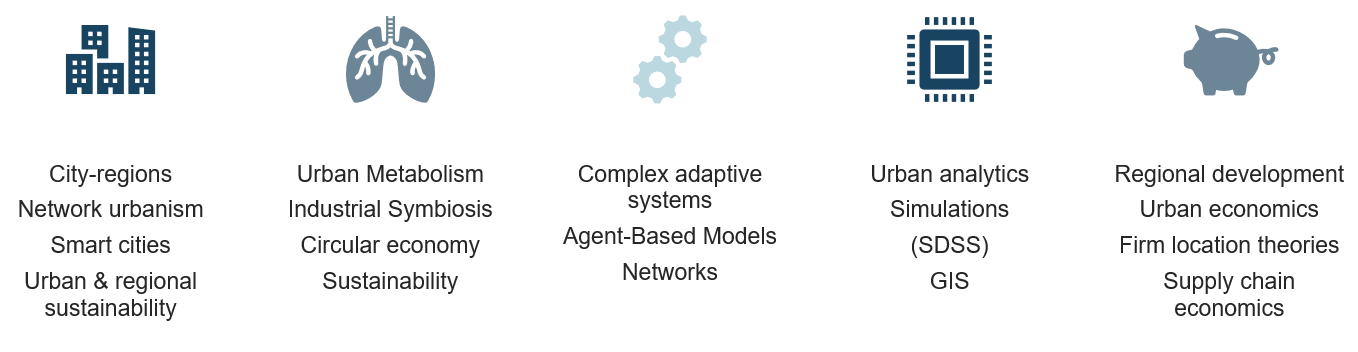 City-regions
Network urbanism
Smart cities
Urban & regional
sustainability
Urban Metabolism
Industrial Symbiosis
Circular economy
Sustainability
Complex adaptive
systems
Agent-Based Models
Networks
Urban analytics
Simulations
(SDSS)
GIS
Regional development
Urban economics
Firm location theories
Supply chain
economics